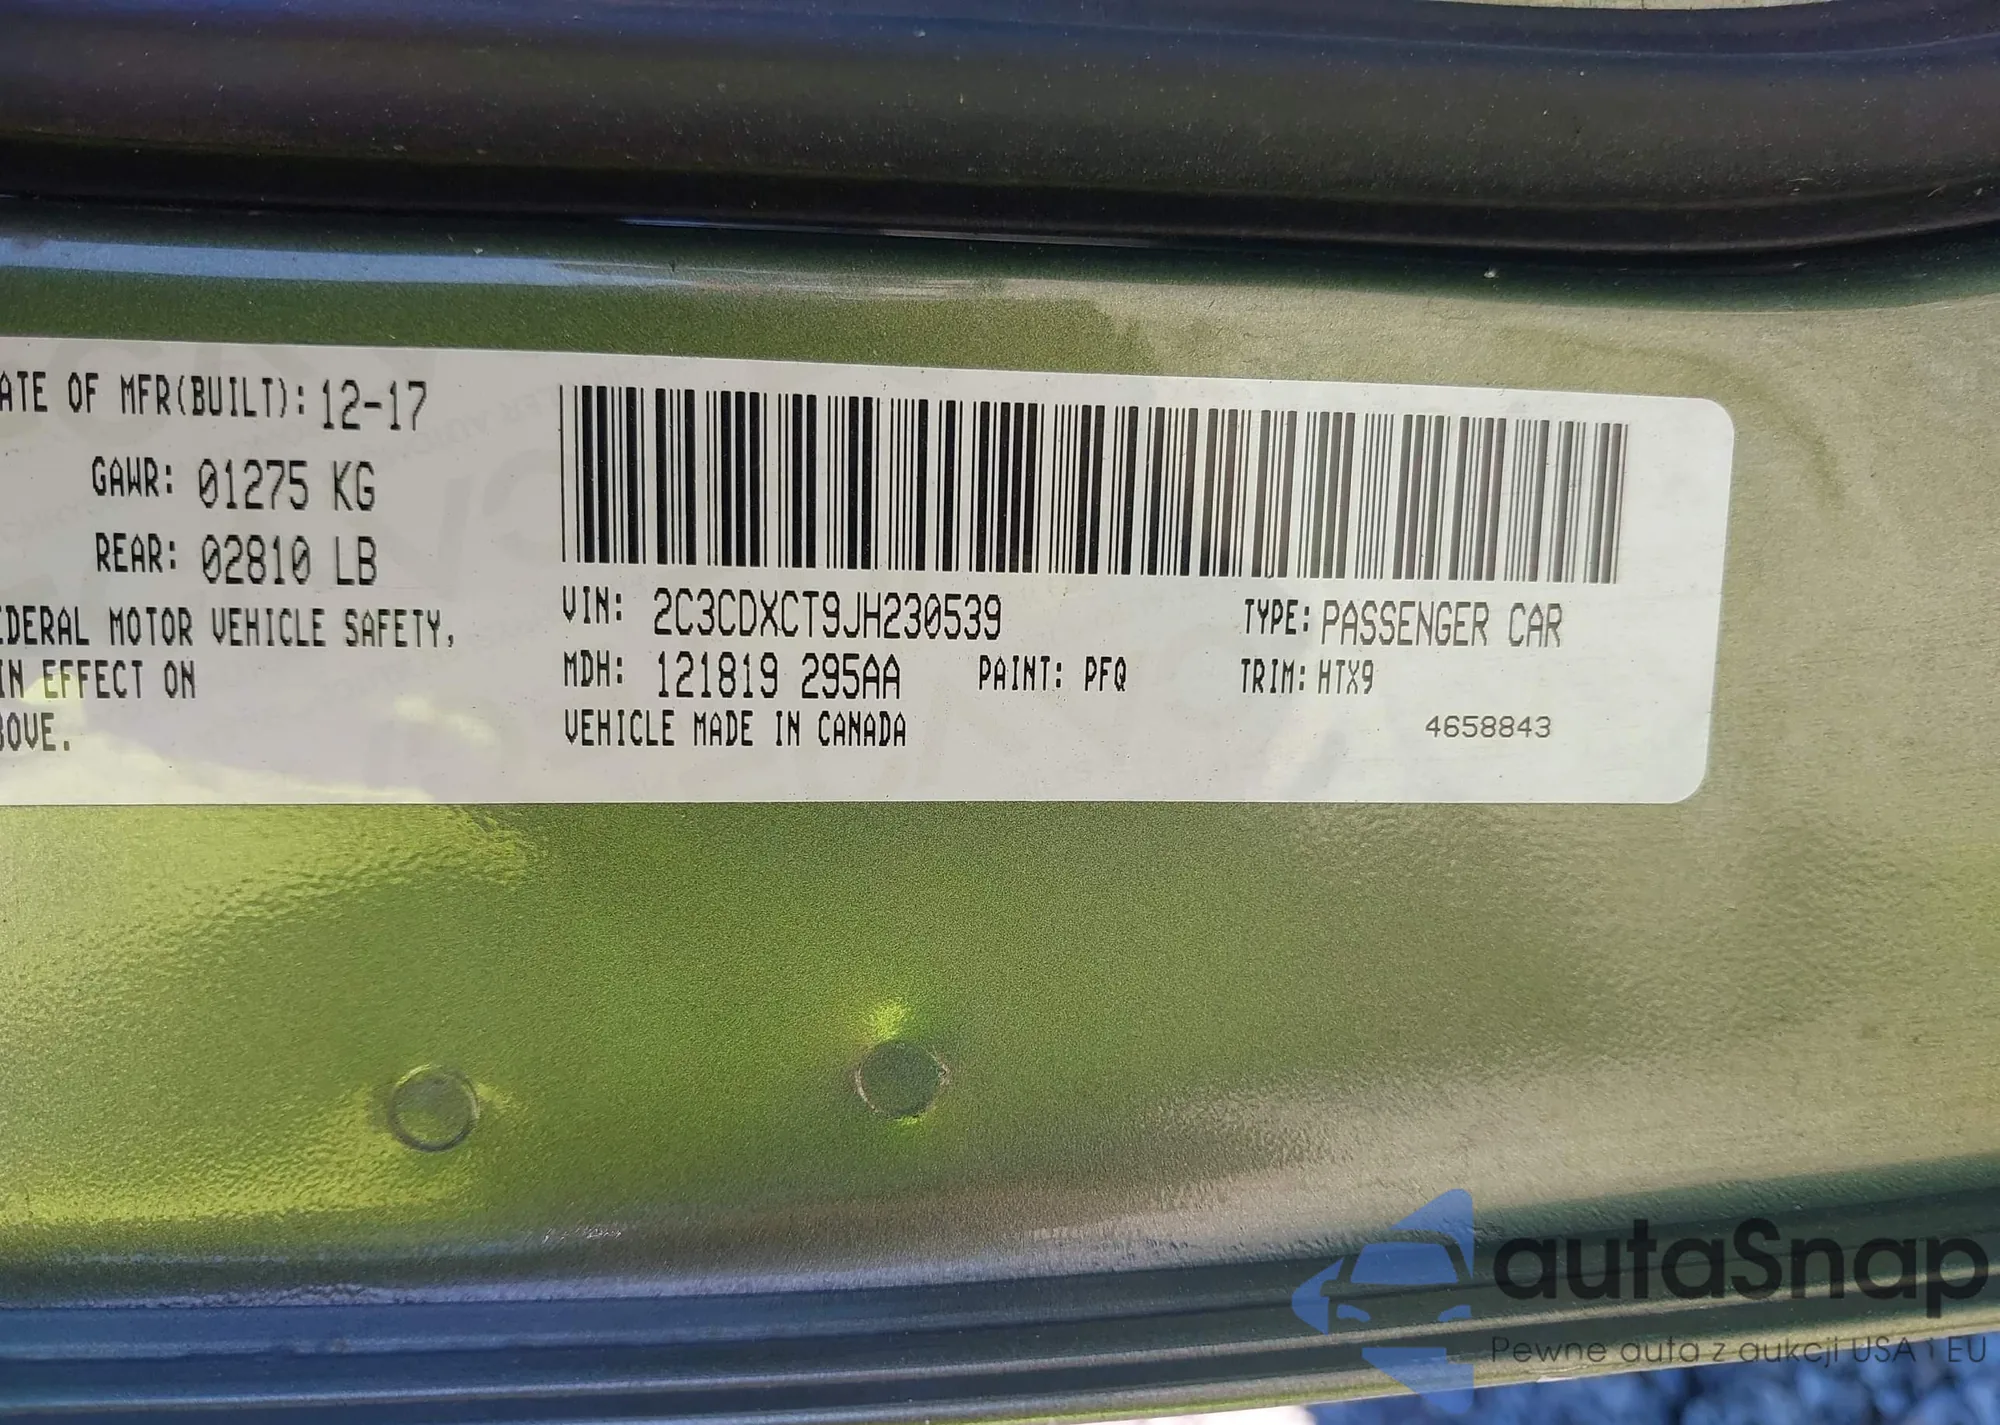 ATE OF MFR(BUILT): 12-17
GAWR: 01275 KG
REAR: 02810 LB
EDERAL MOTOR VEHICLE SAFETY,
IN EFFECT ON
BOVE.
VIN: 2C3CDXCT9JH230539
TYPE: PASSENGER CAR
MDH: 121819 295AA
PAINT: PFQ
TRIM: HTX9
VEHICLE MADE IN CANADA
4658843
autaSnap
Pewne auta z aukcji USA i EU